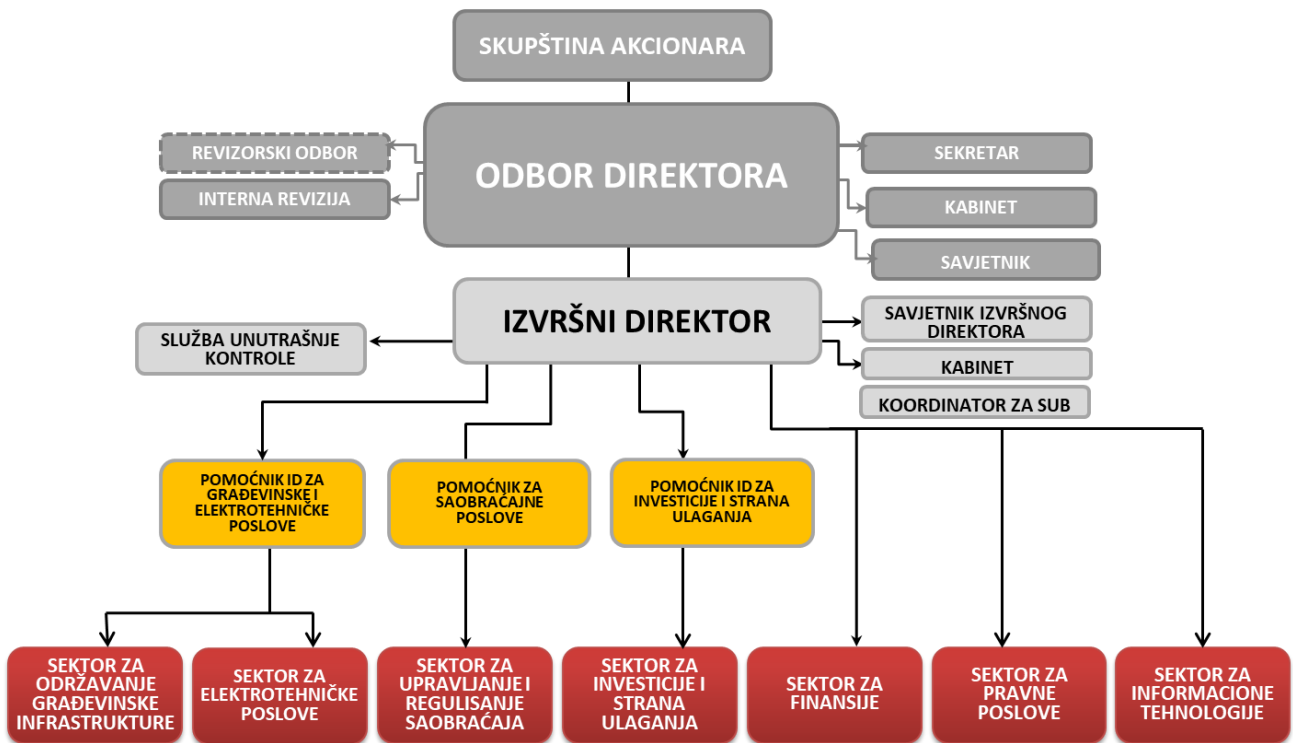 SKUPŠTINA AKCIONARA
ODBOR DIREKTORA
REVIZORSKI ODBOR
INTERNA REVIZIJA
SEKRETAR
KABINET
SAVJETNIK
IZVRŠNI DIREKTOR
SLUŽBA UNUTRAŠNJE
KONTROLE
SAVJETNIK IZVRŠNOG
DIREKTORA
KABINET
KOORDINATOR ZA SUB
POMOĆNIK ID ZA
GRAĐEVINSKE I
ELEKTROTEHNIČKE
POSLOVE
POMOĆNIK ZA
SAOBRAĆAJNE
POSLOVE
POMOĆNIK ID ZA
INVESTICIJE I STRANA
ULAGANJA
SEKTOR ZA
ODRŽAVANJE
GRAĐEVINSKE
INFRASTRUKTURE
SEKTOR ZA
ELEKTROTEHNIČKE
POSLOVE
SEKTOR ZA
UPRAVLJANJE I
REGULISANJE
SAOBRAĆAJA
SEKTOR ZA
INVESTICIJE I
STRANA
ULAGANJA
SEKTOR ZA
FINANSIJE
SEKTOR ZA
PRAVNE
POSLOVE
SEKTOR ZA
INFORMACIONE
TEHNOLOGIJE